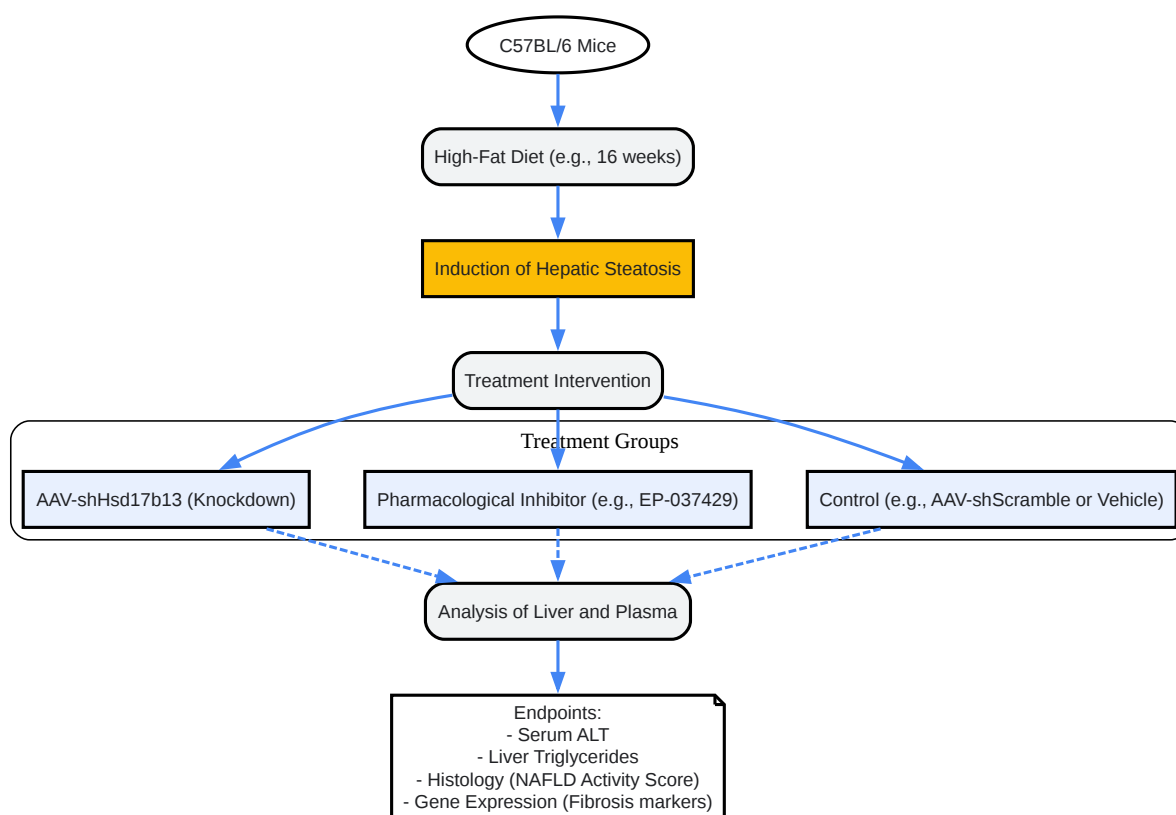 C57BL/6 Mice
High-Fat Diet (e.g., 16 weeks)
Induction of Hepatic Steatosis
Treatment Intervention
Treatment Groups
AAV-shHsd17b13 (Knockdown)
Pharmacological Inhibitor (e.g., EP-037429)
Control (e.g., AAV-shScramble or Vehicle)
Analysis of Liver and Plasma
Endpoints:
- Serum ALT
- Liver Triglycerides
- Histology (NAFLD Activity Score)
- Gene Expression (Fibrosis markers)